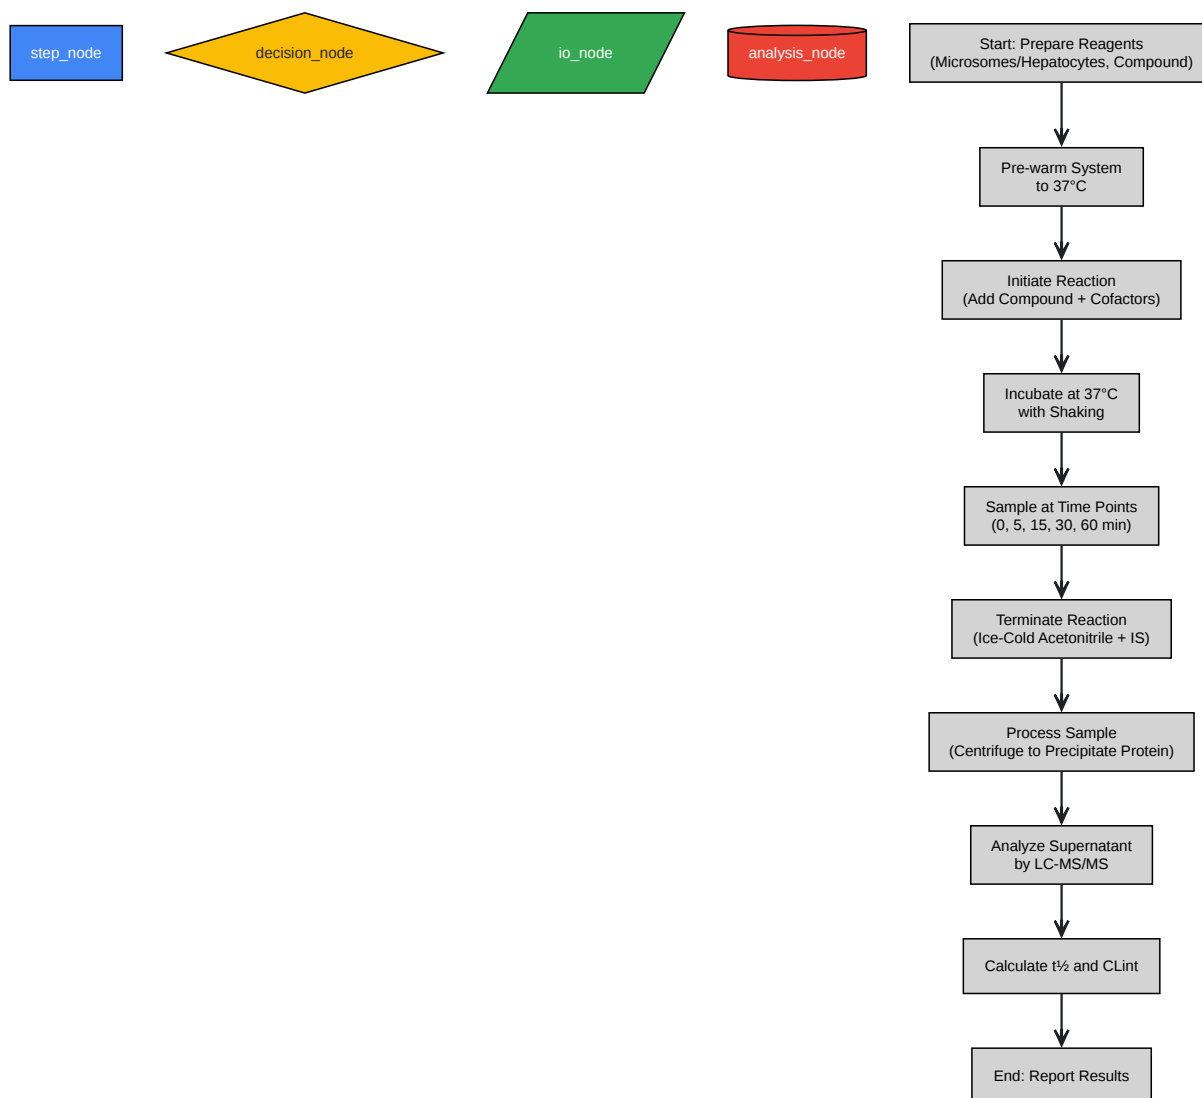 step_node
decision_node
io_node
analysis_node
Start: Prepare Reagents
(Microsomes/Hepatocytes, Compound)
Pre-warm System
to 37°C
Initiate Reaction
(Add Compound + Cofactors)
Incubate at 37°C
with Shaking
Sample at Time Points
(0, 5, 15, 30, 60 min)
Terminate Reaction
(Ice-Cold Acetonitrile + IS)
Process Sample
(Centrifuge to Precipitate Protein)
Analyze Supernatant
by LC-MS/MS
Calculate t½ and CLint
End: Report Results